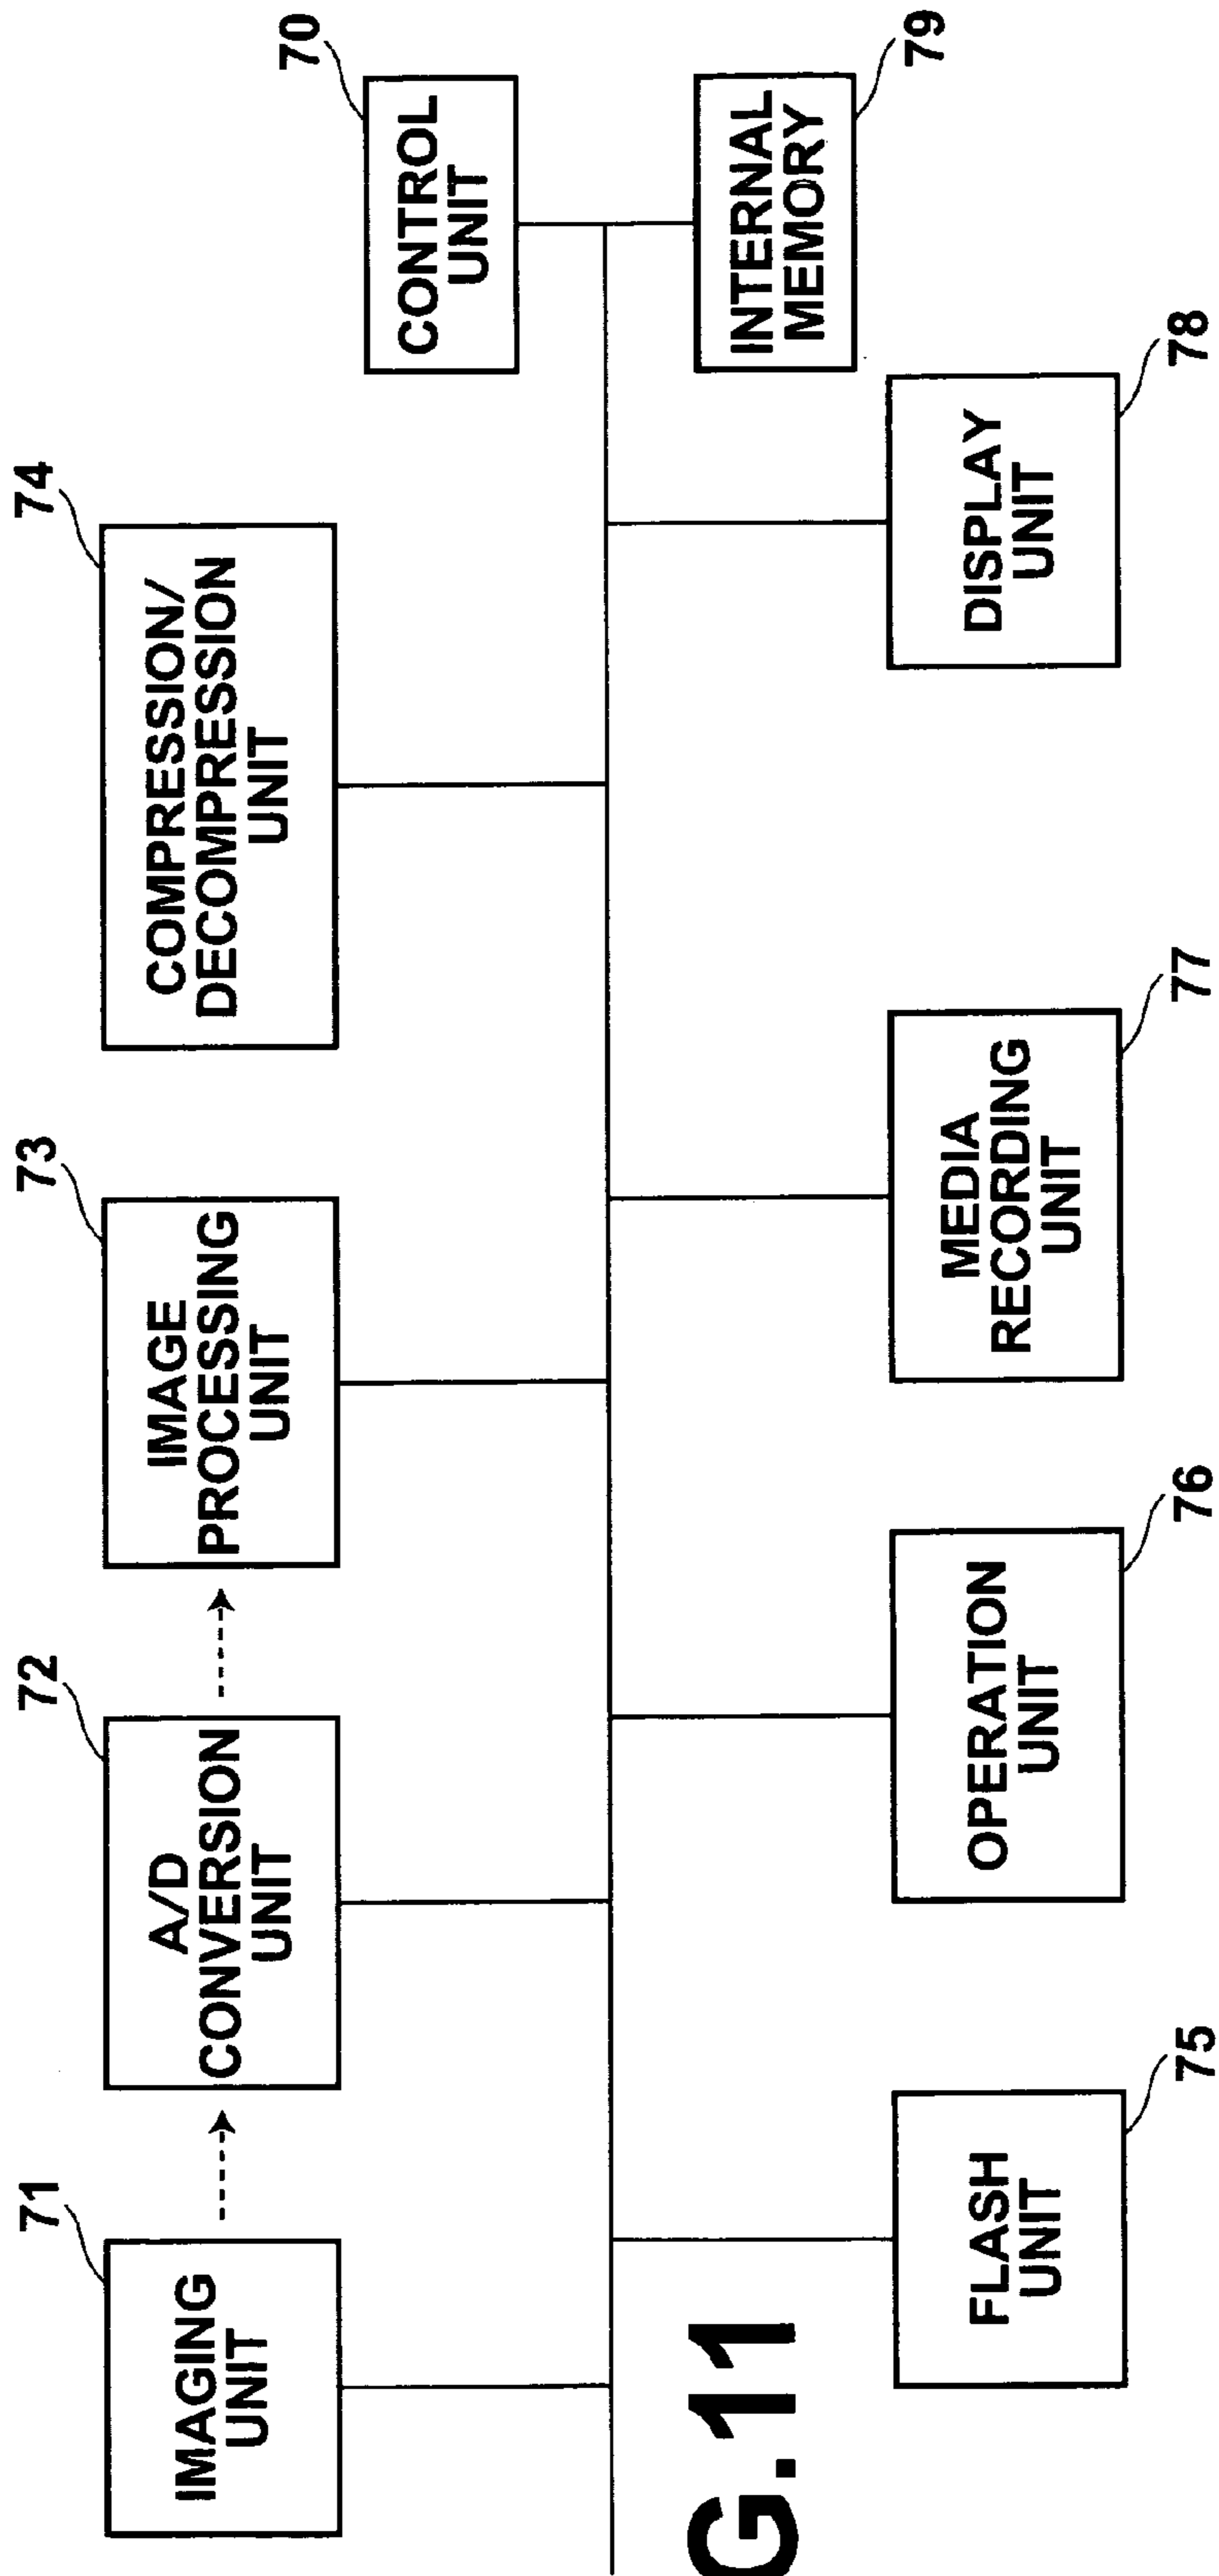 71
IMAGING
UNIT
72
A/D
CONVERSION
UNIT
73
IMAGE
PROCESSING
UNIT
74
COMPRESSION/
DECOMPRESSION
UNIT
70
CONTROL
UNIT
INTERNAL
MEMORY
79
FLASH
UNIT
75
OPERATION
UNIT
76
MEDIA
RECORDING
UNIT
77
DISPLAY
UNIT
78
G.11